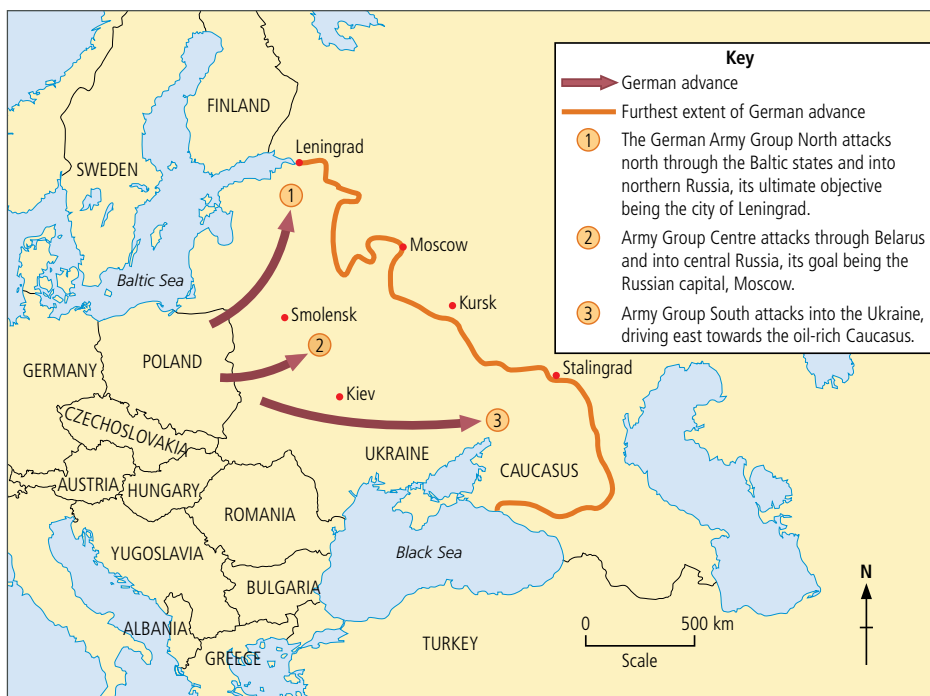 Key
German advance
Furthest extent of German advance
1
The German Army Group North attacks
north through the Baltic states and into
northern Russia, its ultimate objective
being the city of Leningrad.
2
Army Group Centre attacks through Belarus
and into central Russia, its goal being the
Russian capital, Moscow.
3
Army Group South attacks into the Ukraine,
driving east towards the oil-rich Caucasus.
FINLAND
Leningrad
SWEDEN
1
Moscow
Baltic Sea
Kursk
Smolensk
2
POLAND
GERMANY
Stalingrad
Kiev
3
CZECHOSLOVAKIA
UKRAINE
CAUCASUS
AUSTRIA
HUNGARY
ROMANIA
YUGOSLAVIA
Black Sea
BULGARIA
ALBANIA
GREECE
TURKEY
N
0 500 km
Scale